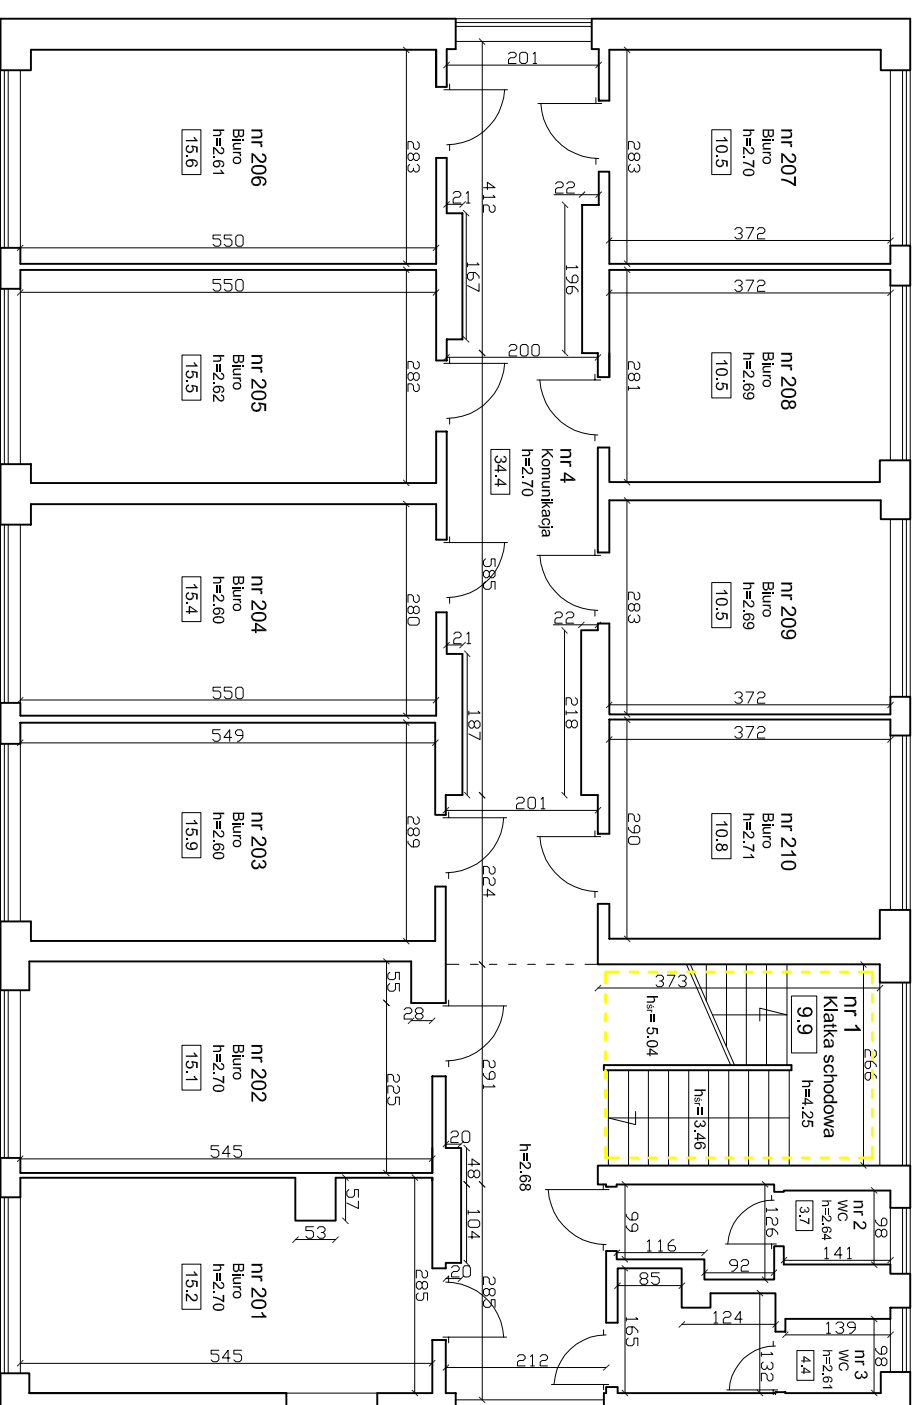 nr 206
Biuro
h=2.61
15.6
283
550
nr 205
Biuro
h=2.62
15.5
282
550
nr 204
Biuro
h=2.60
15.4
280
550
nr 203
Biuro
h=2.60
15.9
289
549
nr 202
Biuro
h=2.70
15.1
55
28
225
545
nr 201
Biuro
h=2.70
15.2
57
53
285
545
201
412
21
167
22
196
200
nr 4
Komunikacja
h=2.70
34.4
585
21
187
22
218
201
224
291
h=2.68
20
48
104
20
285
212
nr 207
Biuro
h=2.70
10.5
283
372
nr 208
Biuro
h=2.69
10.5
281
372
nr 209
Biuro
h=2.69
10.5
283
372
nr 210
Biuro
h=2.71
10.8
290
372
nr 1
Klatka schodowa
9.9
h=4.25
373
266
hśr= 5.04
hśr=3.46
nr 2
WC
h=2.64
3.7
98
141
126
99
116
92
85
165
124
132
139
nr 3
WC
h=2.61
4.4
98